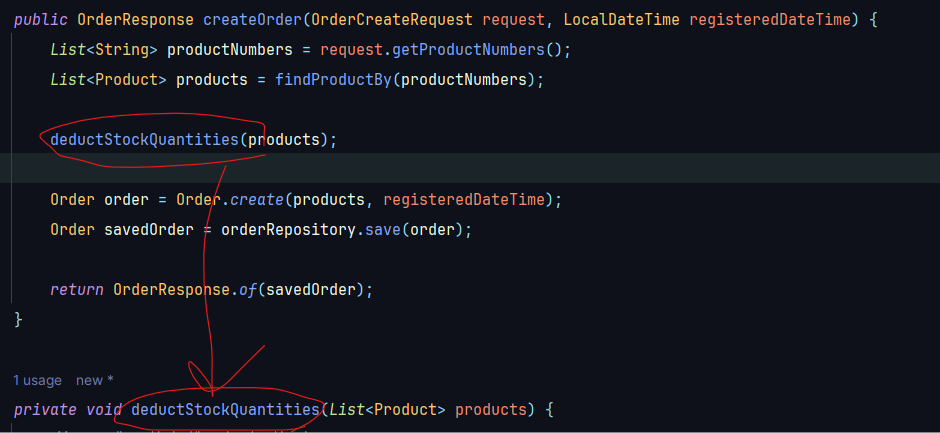 public OrderResponse createOrder(OrderCreateRequest request, LocalDateTime registeredDateTime) {
List<String> productNumbers = request.getProductNumbers();
List<Product> products = findProductBy(productNumbers);
deductStockQuantities(products);
Order order = Order.create(products, registeredDateTime);
Order savedOrder = orderRepository.save(order);
return OrderResponse.of(savedOrder);
}
1 usage new *
private void deductStockQuantities(List<Product> products) {